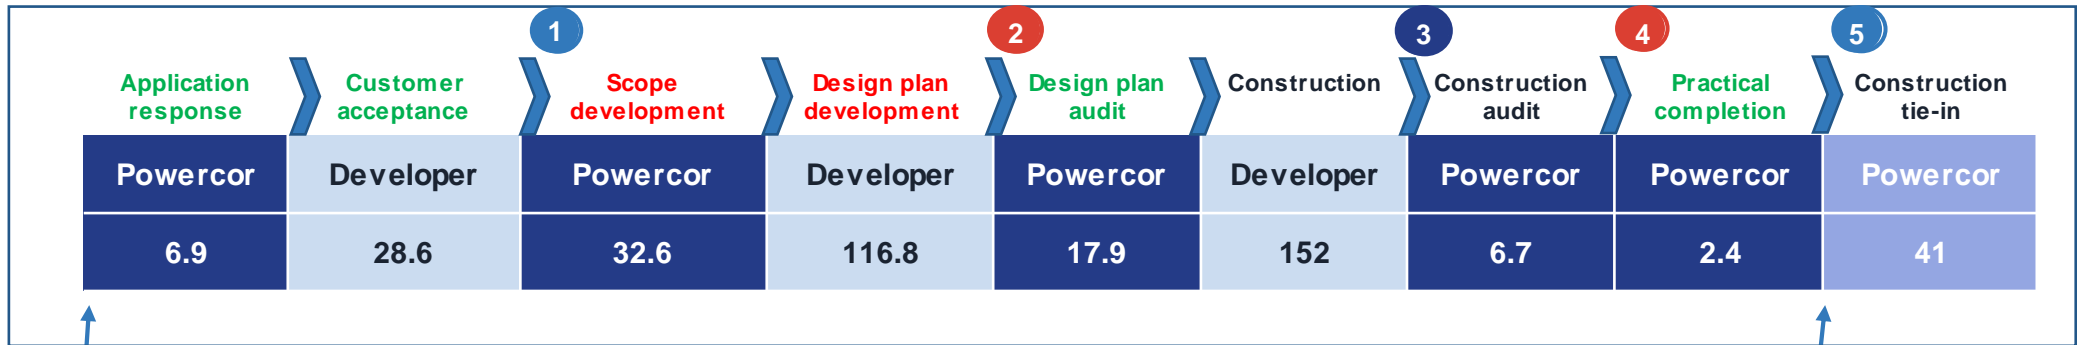 1
2
3
4
5
Application
response
Customer
acceptance
Scope
development
Design plan
development
Design plan
audit
Construction
Construction
audit
Practical
completion
Construction
tie-in
Powercor
Developer
Powercor
Developer
Powercor
Developer
Powercor
Powercor
Powercor
6.9
28.6
32.6
116.8
17.9
152
6.7
2.4
41